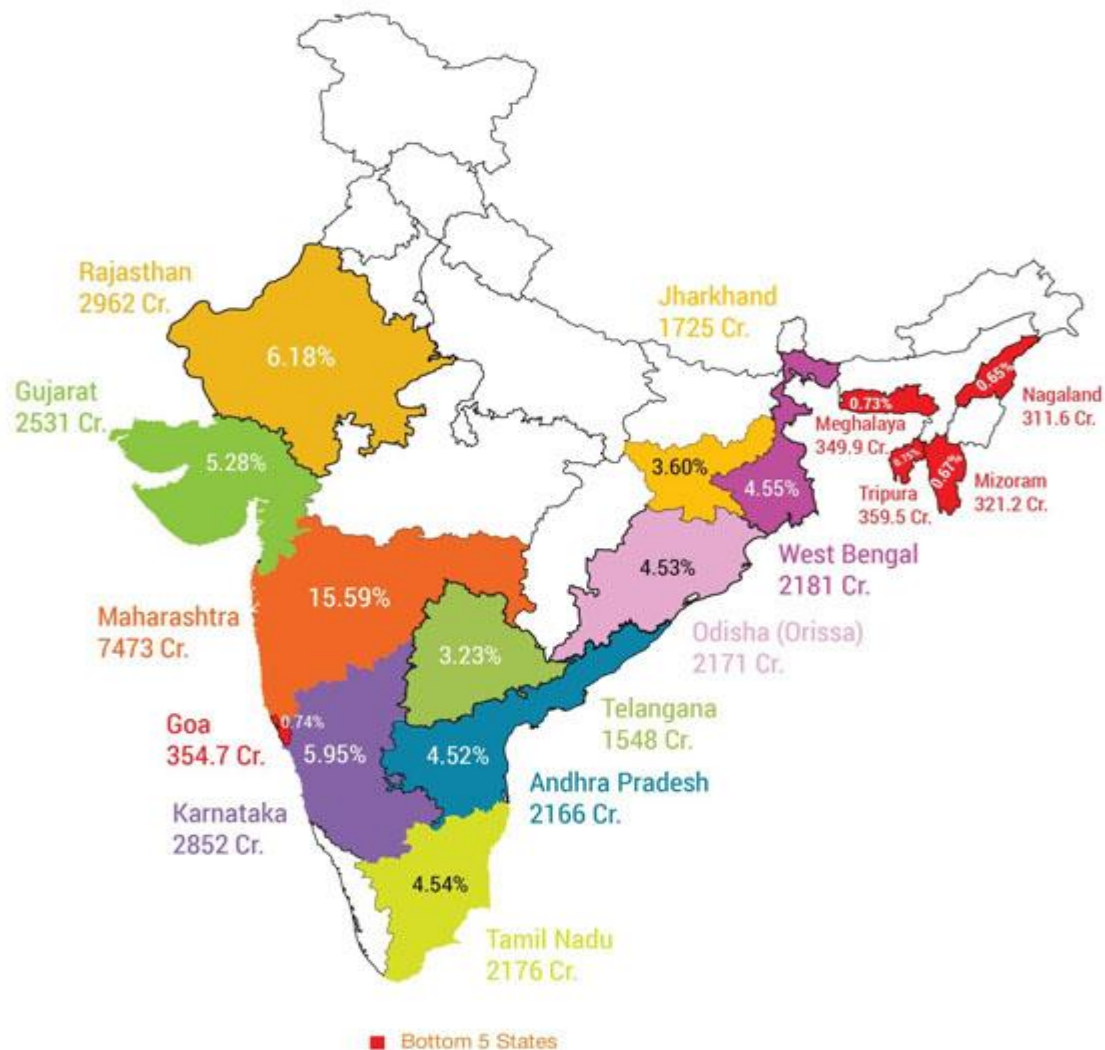 Rajasthan
2962 Cr.
6.18%
Jharkhand
1725 Cr.
3.60%
Gujarat
2531 Cr.
5.28%
0.65%
Nagaland
311.6 Cr.
0.73%
Meghalaya
349.9 Cr.
0.75%
Tripura
359.5 Cr.
0.67%
Mizoram
321.2 Cr.
4.55%
West Bengal
2181 Cr.
4.53%
Odisha (Orissa)
2171 Cr.
15.59%
Maharashtra
7473 Cr.
3.23%
Telangana
1548 Cr.
0.74%
Goa
354.7 Cr.
5.95%
Karnataka
2852 Cr.
4.52%
Andhra Pradesh
2166 Cr.
4.54%
Tamil Nadu
2176 Cr.
Bottom 5 States